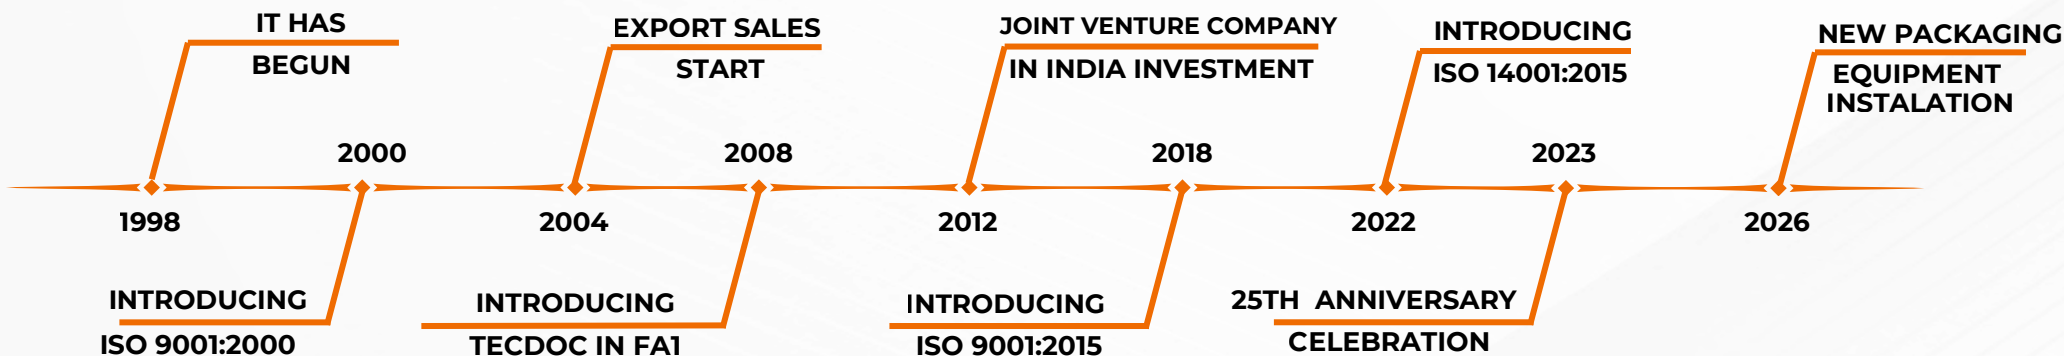 IT HAS
BEGUN
1998
2000
INTRODUCING
ISO 9001:2000
EXPORT SALES
START
2004
2008
INTRODUCING
TECDOC IN FA1
JOINT VENTURE COMPANY
IN INDIA INVESTMENT
2012
2018
INTRODUCING
ISO 9001:2015
INTRODUCING
ISO 14001:2015
2022
2023
25TH ANNIVERSARY
CELEBRATION
NEW PACKAGING
EQUIPMENT
INSTALATION
2026